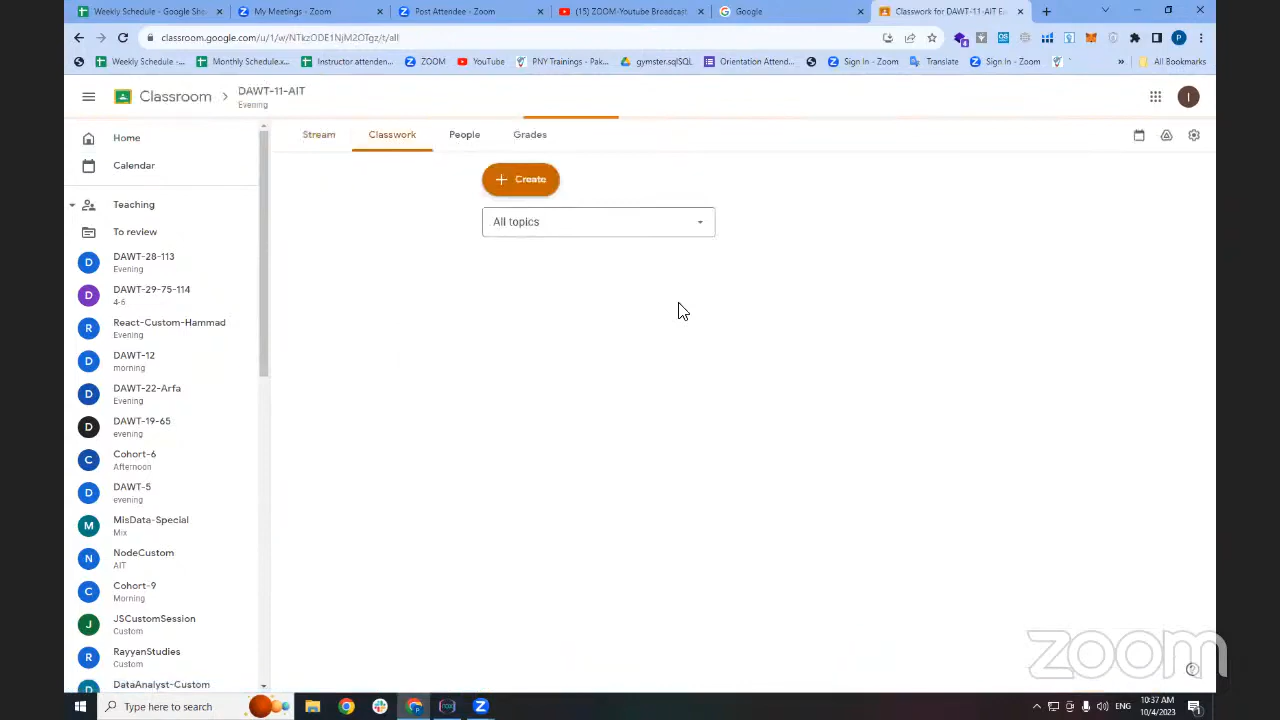 Weekly Schedule - Google She
My Meetings - Zoom
Post Attendee - Zoom
(15) ZOOM-Youtube Broadcast
Google
Classwork for DAWT-11-AIT E
classroom.google.com/u/1/w/NTkzODE1NjM2OTgz/t/all
Weekly Schedule -...
Monthly Schedule...
Instructor attenden...
ZOOM
YouTube
PNY Trainings - Pak...
gymster.sqlSQL
Orientation Attend...
Sign In - Zoom
Translate
Sign In - Zoom
»
All Bookmarks
Classroom > DAWT-11-AIT
Evening
I
Stream
Classwork
People
Grades
Home
Calendar
Teaching
To review
D DAWT-28-113
Evening
D DAWT-29-75-114
4-6
R React-Custom-Hammad
Evening
D DAWT-12
morning
D DAWT-22-Arfa
Evening
D DAWT-19-65
evening
C Cohort-6
Afternoon
D DAWT-5
evening
M MisData-Special
Mix
N NodeCustom
AIT
C Cohort-9
Morning
J JSCustomSession
Custom
R RayyanStudies
Custom
D DataAnalyst-Custom
+ Create
All topics
zoom
Type here to search
ENG
10:37 AM
10/4/2023